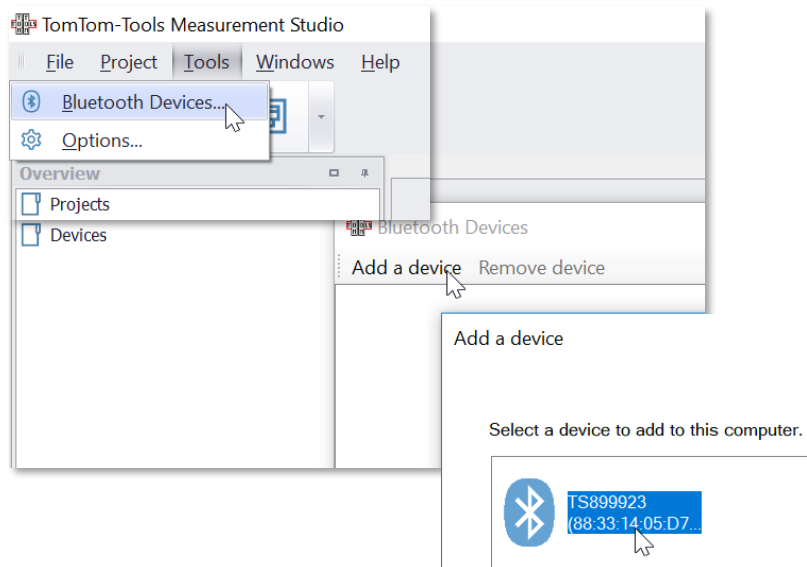 TomTom-Tools Measurement Studio
File Project Tools Windows Help
Bluetooth Devices...
Options...
Overview
Projects
Devices
Bluetooth Devices
Add a device Remove device
Add a device
Select a device to add to this computer.
TS899923
(88:33:14:05:D7...